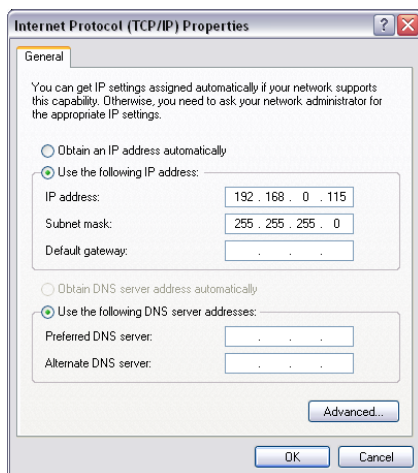 Internet Protocol (TCP/IP) Properties
General
You can get IP settings assigned automatically if your network supports
this capability. Otherwise, you need to ask your network administrator for
the appropriate IP settings.
Obtain an IP address automatically
Use the following IP address:
IP address: 192 . 168 . 0 . 115
Subnet mask: 255 . 255 . 255 . 0
Default gateway: . . .
Obtain DNS server address automatically
Use the following DNS server addresses:
Preferred DNS server: . . .
Alternate DNS server: . . .
Advanced...
OK Cancel